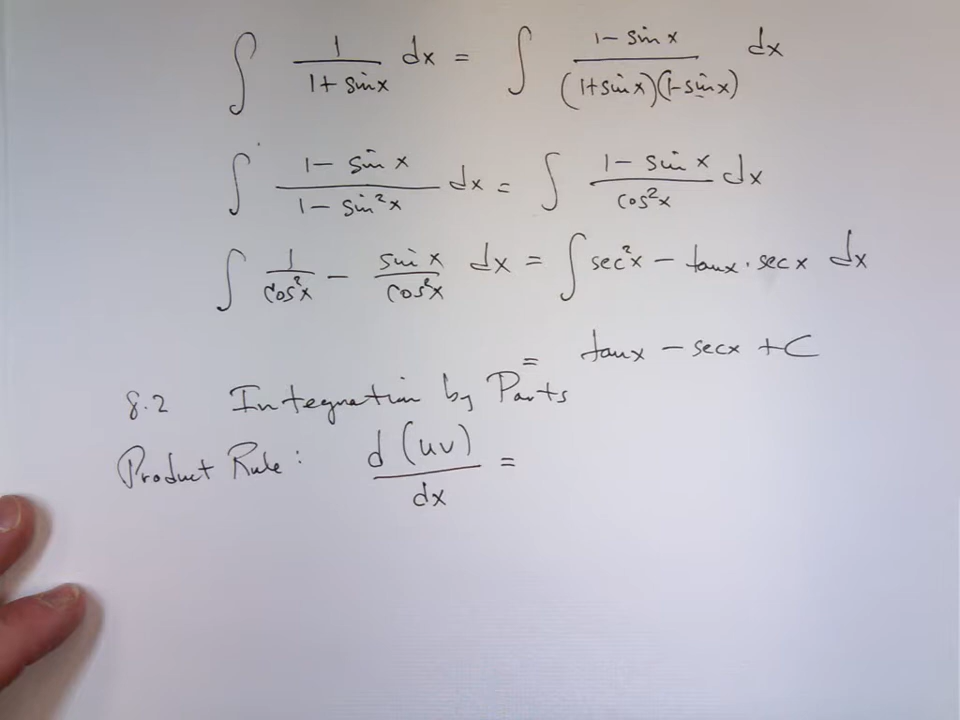 ∫ 1/(1 + sin x) dx = ∫ (1 - sin x)/((1+sin x)(1-sin x)) dx
∫ (1 - sin x)/(1 - sin²x) dx = ∫ (1 - sin x)/(cos²x) dx
∫ 1/(cos²x) - (sin x)/(cos²x) dx = ∫ sec²x - tanx · secx dx
= tanx - secx + C
8.2 Integration by Parts
Product Rule: d(uv)/dx =